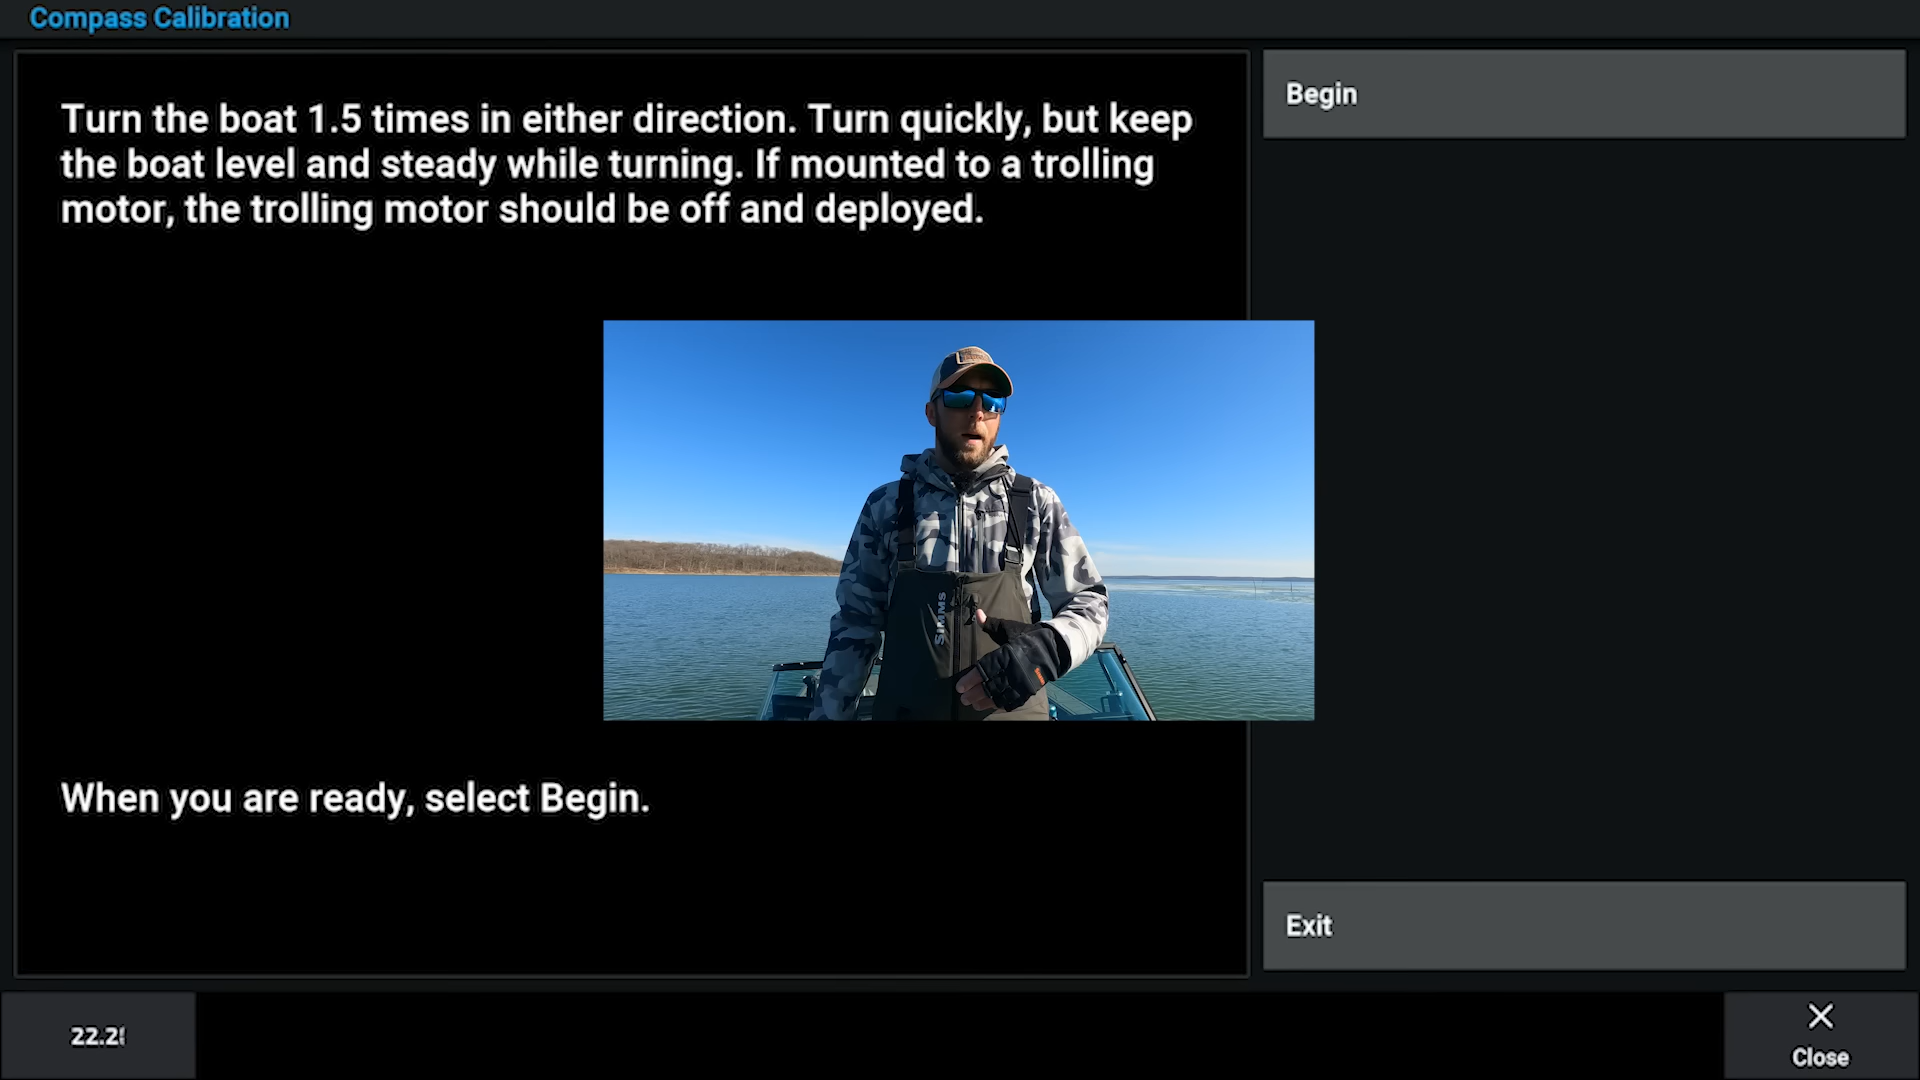 Compass Calibration
Turn the boat 1.5 times in either direction. Turn quickly, but keep
the boat level and steady while turning. If mounted to a trolling
motor, the trolling motor should be off and deployed.
Begin
SIMMS
When you are ready, select Begin.
Exit
22.2
Close